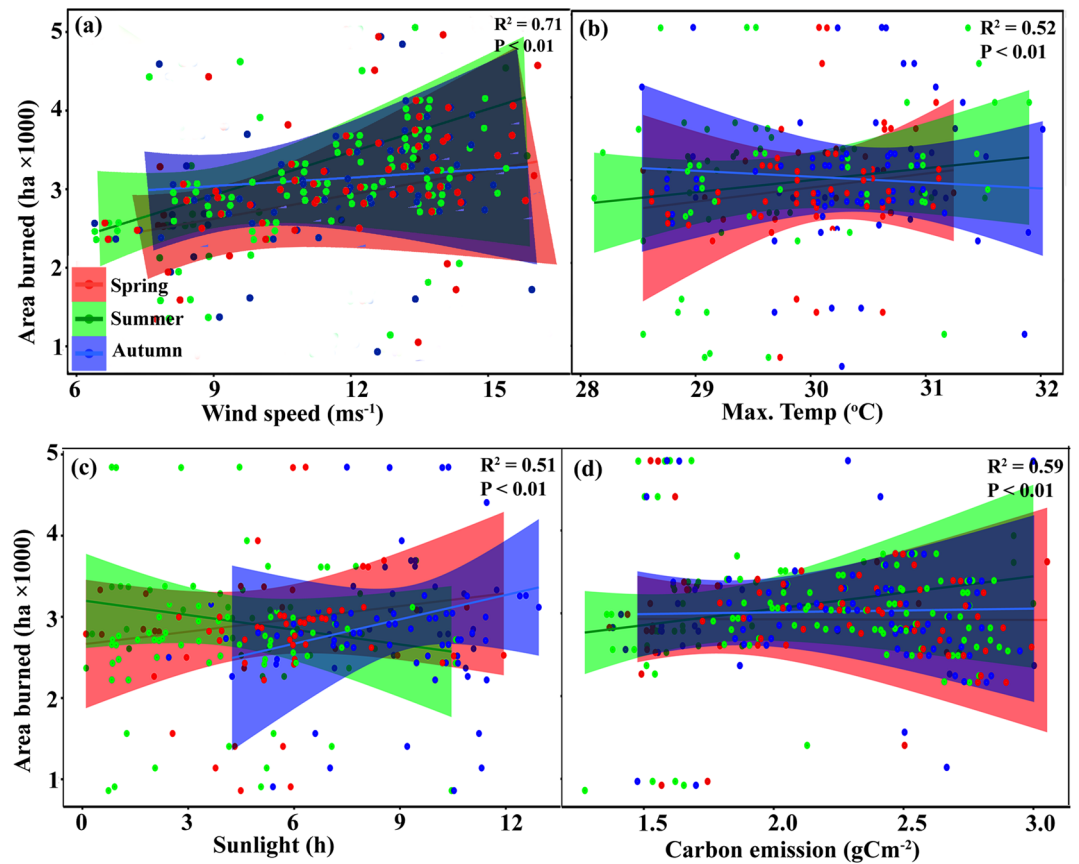 (a)
R² = 0.71
P < 0.01
Area burned (ha ×1000)
5
4
3
2
1
Spring
Summer
Autumn
6 9 12 15
Wind speed (ms⁻¹)
(b)
R² = 0.52
P < 0.01
28 29 30 31 32
Max. Temp (°C)
(c)
R² = 0.51
P < 0.01
Area burned (ha ×1000)
5
4
3
2
1
0 3 6 9 12
Sunlight (h)
(d)
R² = 0.59
P < 0.01
1.5 2.0 2.5 3.0
Carbon emission (gCm⁻²)